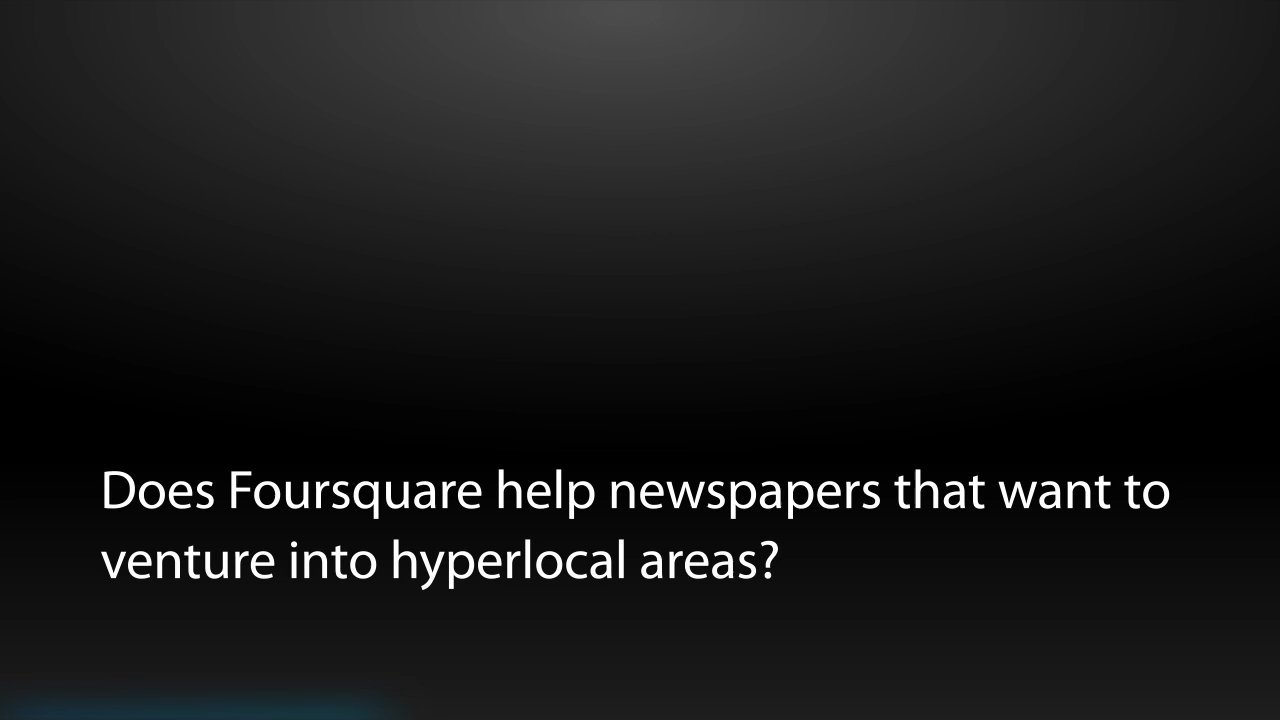 Does Foursquare help newspapers that want to
venture into hyperlocal areas?